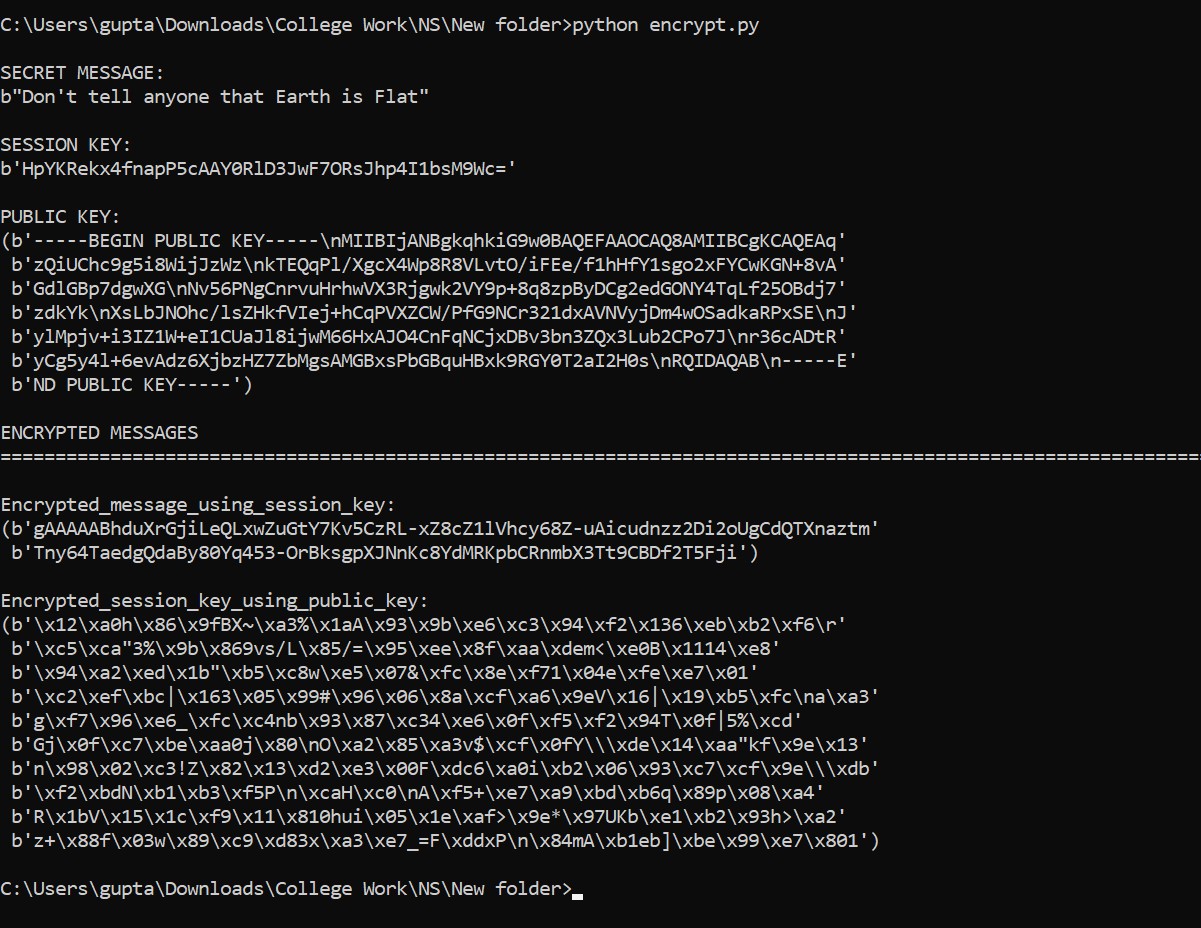 C:\Users\gupta\Downloads\College Work\NS\New folder>python encrypt.py
SECRET MESSAGE:
b"Don't tell anyone that Earth is Flat"
SESSION KEY:
b'HpYKRekx4fnapP5cAAY0RlD3JwF7ORsJhp4I1bsM9Wc='
PUBLIC KEY:
(b'-----BEGIN PUBLIC KEY-----\nMIIBIjANBgkqhkiG9w0BAQEFAAOCAQ8AMIIBCgKCAQEAq'
b'zQiUChc9g5i8WijJzWz\nkTEQqPl/XgcX4Wp8R8VLvtO/iFEe/f1hHfY1sgo2xFYCwKGN+8vA'
b'GdlGBp7dgwXG\nNv56PNgCnrvuHrhwVX3Rjgwk2VY9p+8q8zpByDCg2edGONY4TqLf25OBdj7'
b'zdkYk\nXsLbJNOhc/lsZHkfVIej+hCqPVXZCW/PfG9NCr321dxAVNVyjDm4wOSadkaRPxSE\nJ'
b'ylMpjv+i3IZ1W+eI1CUaJl8ijwM66HxAJO4CnFqNCjxDBv3bn3ZQx3Lub2CPo7J\nr36cADtR'
b'yCg5y4l+6evAdz6XjbzHZ7ZbMgsAMGBxsPbGBquHBxk9RGY0T2aI2H0s\nRQIDAQAB\n-----E'
b'ND PUBLIC KEY-----')
ENCRYPTED MESSAGES
=============================================================================================================
Encrypted_message_using_session_key:
(b'gAAAAABhduXrGjiLeQLxwZuGtY7Kv5CzRL-xZ8cZ1lVhcy68Z-uAicudnzz2Di2oUgCdQTXnaztm'
b'Tny64TaedgQdaBy80Yq453-OrBksgpXJNnKc8YdMRKpbCRnmbX3Tt9CBDf2T5Fji')
Encrypted_session_key_using_public_key:
(b'\x12\xa0h\x86\x9fBX~\xa3%\x1aA\x93\x9b\xe6\xc3\x94\xf2\x136\xeb\xb2\xf6\r'
b'\xc5\xca"3%\x9b\x869vs/L\x85/=\x95\xee\x8f\xaa\xdem<\xe0B\x1114\xe8'
b'\x94\xa2\xed\x1b"\xb5\xc8w\xe5\x07&\xfc\x8e\xf71\x04e\xfe\xe7\x01'
b'\xc2\xef\xbc|\x163\x05\x99#\x96\x06\x8a\xcf\xa6\x9eV\x16|\x19\xb5\xfc\na\xa3'
b'g\xf7\x96\xe6_\xfc\xc4nb\x93\x87\xc34\xe6\x0f\xf5\xf2\x94T\x0f|5%\xcd'
b'Gj\x0f\xc7\xbe\xaa0j\x80\nO\xa2\x85\xa3v$\xcf\x0fY\\\xde\x14\xaa"kf\x9e\x13'
b'n\x98\x02\xc3!Z\x82\x13\xd2\xe3\x00F\xdc6\xa0i\xb2\x06\x93\xc7\xcf\x9e\\\xdb'
b'\xf2\xbdN\xb1\xb3\xf5P\n\xcaH\xc0\nA\xf5+\xe7\xa9\xbd\xb6q\x89p\x08\xa4'
b'R\x1bV\x15\x1c\xf9\x11\x810hui\x05\x1e\xaf>\x9e*\x97UKb\xe1\xb2\x93h>\xa2'
b'z+\x88f\x03w\x89\xc9\xd83x\xa3\xe7_=F\xddxP\n\x84mA\xb1eb]\xbe\x99\xe7\x801')
C:\Users\gupta\Downloads\College Work\NS\New folder>